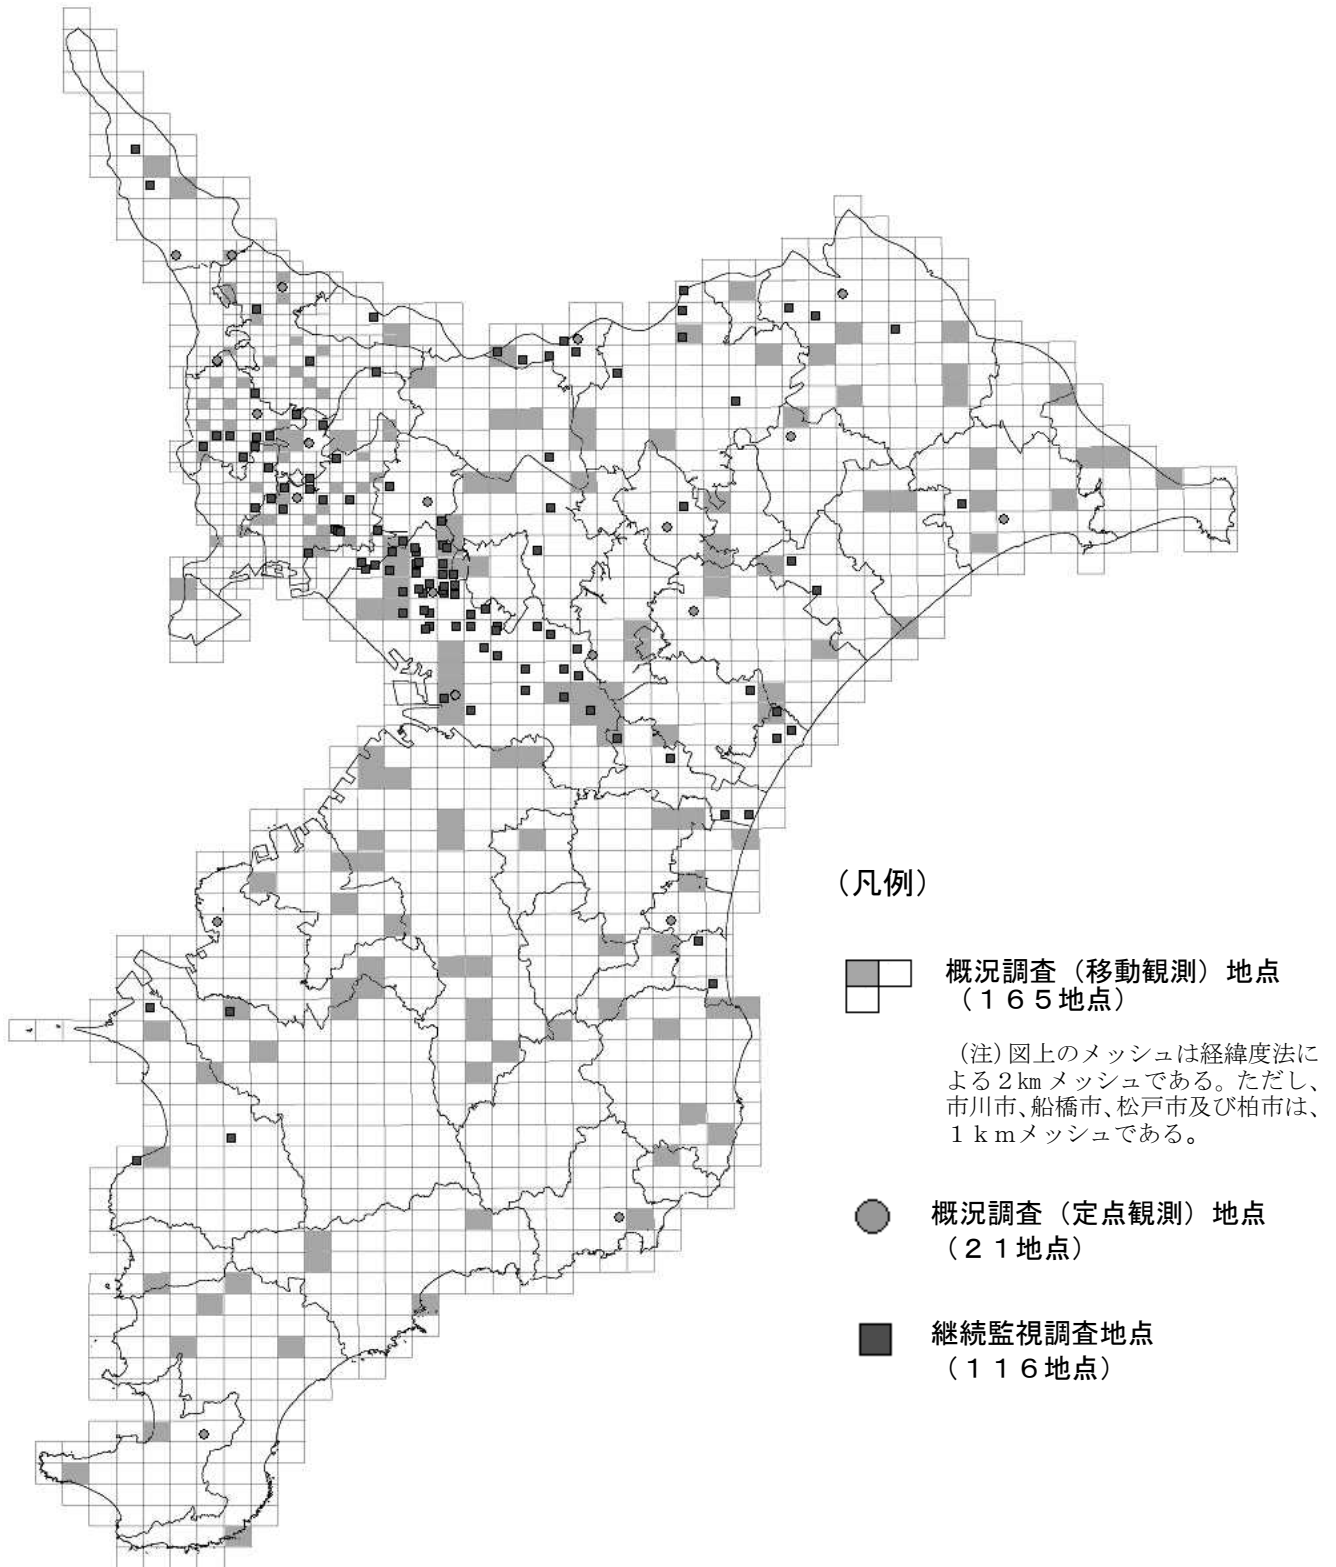 （凡例）
概況調査（移動観測）地点
（１６５地点）
（注）図上のメッシュは経緯度法に
よる２㎞メッシュである。ただし、
市川市、船橋市、松戸市及び柏市は、
１ｋｍメッシュである。
概況調査（定点観測）地点
（２１地点）
継続監視調査地点
（１１６地点）